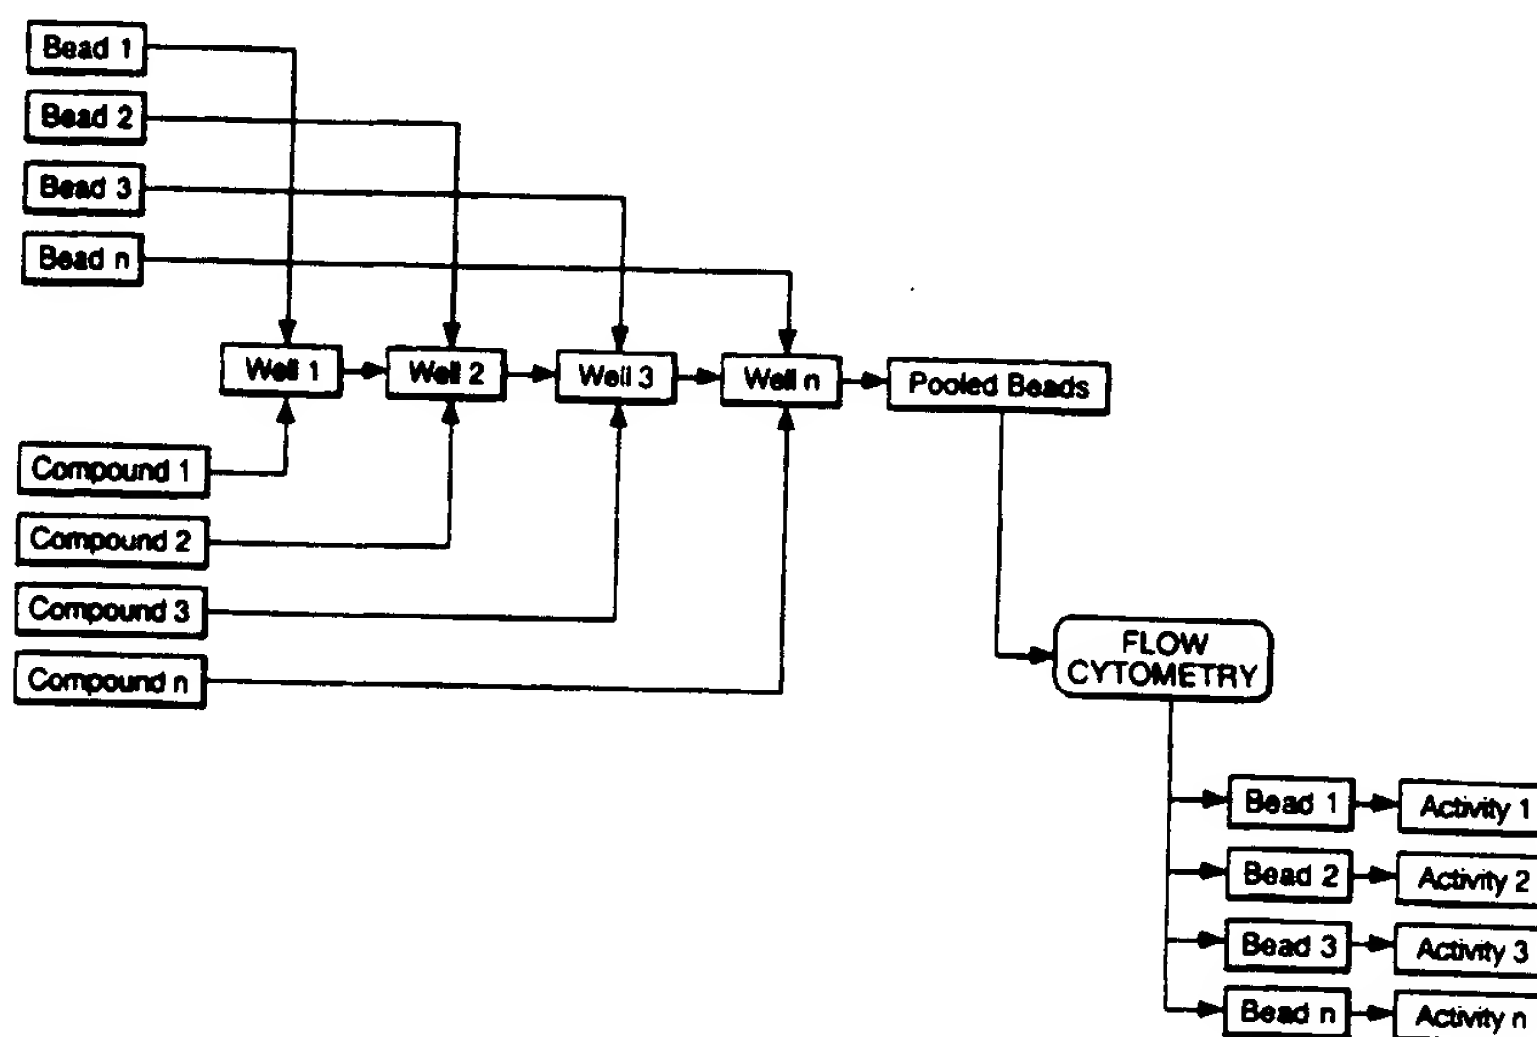 Bead 1
Bead 2
Bead 3
Bead n
Well 1
Well 2
Well 3
Well n
Pooled Beads
Compound 1
Compound 2
Compound 3
Compound n
FLOW
CYTOMETRY
Bead 1
Activity 1
Bead 2
Activity 2
Bead 3
Activity 3
Bead n
Activity n